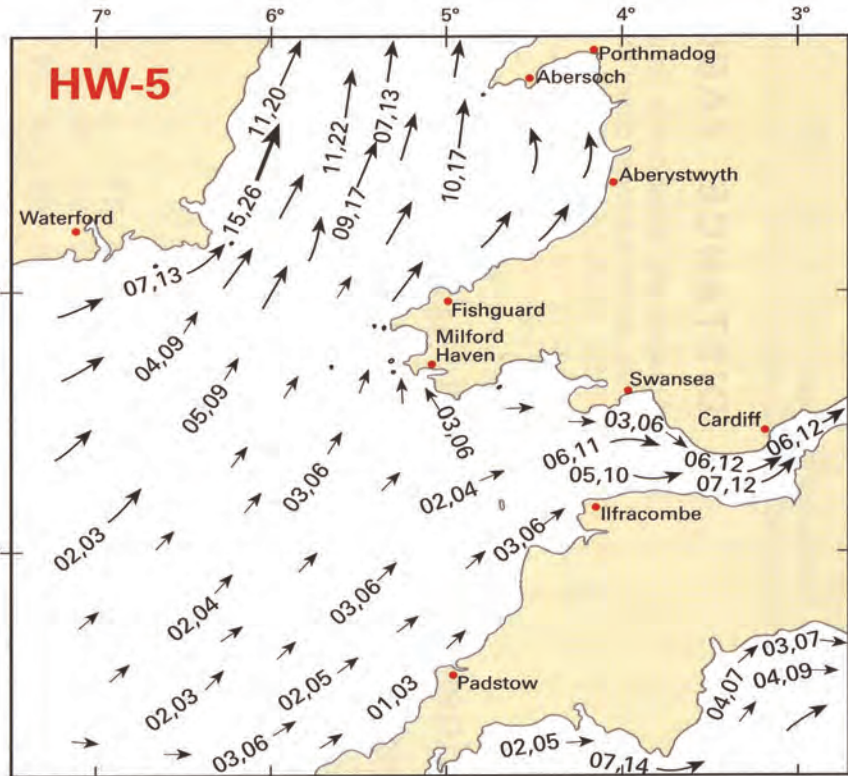 7° 6° 5° 4° 3°
HW-5
Porthmadog
Abersoch
11,20
11,22
07,13
10,17
15,26
09,17
Aberystwyth
Waterford
07,13
Fishguard
04,09
Milford
Haven
05,09
Swansea
03,06
03,06
Cardiff
06,12
06,11
06,12
03,06
02,04
05,10
07,12
Ilfracombe
02,03
03,06
02,04
03,06
03,07
02,03
02,05
01,03
Padstow
04,07
04,09
03,06
02,05
07,14